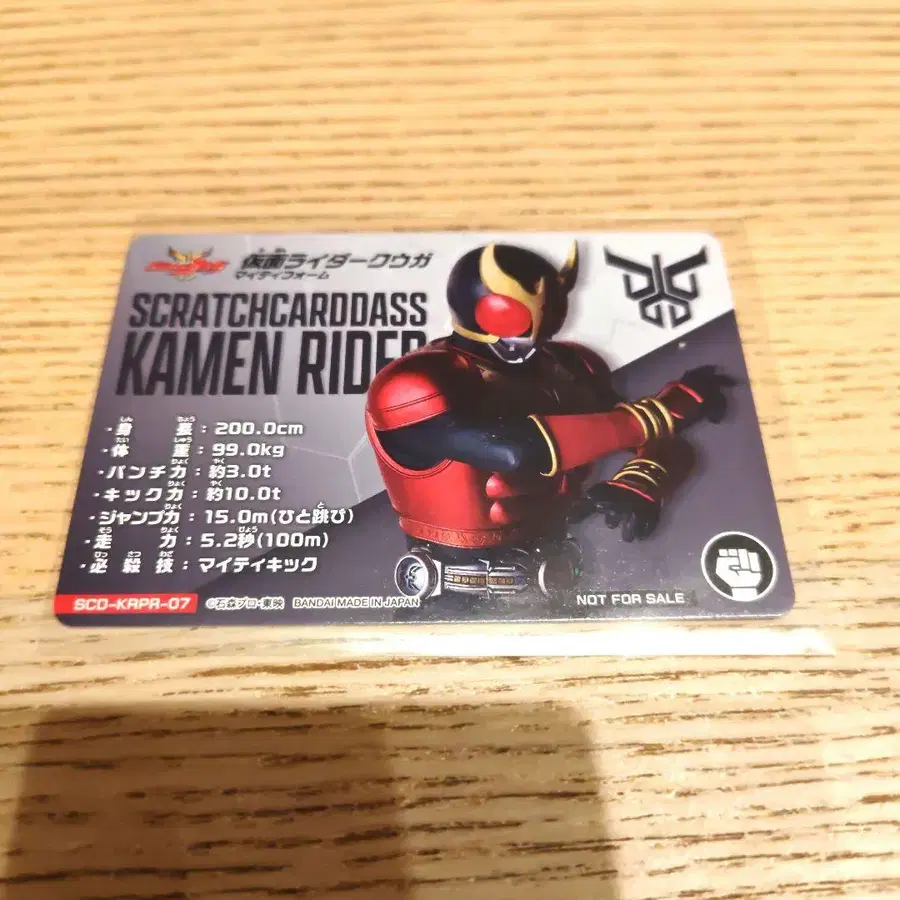 仮面ライダークウガ
マイティフォーム
SCRATCHCARDDASS
KAMEN RIDER
・身長：200.0cm
・体重：99.0kg
・パンチ力：約3.0t
・キック力：約10.0t
・ジャンプ力：15.0m(ひと跳び)
・走力：5.2秒(100m)
・必殺技：マイティキック
SCD-KRPR-07 ©石森プロ・東映 BANDAI MADE IN JAPAN
NOT FOR SALE